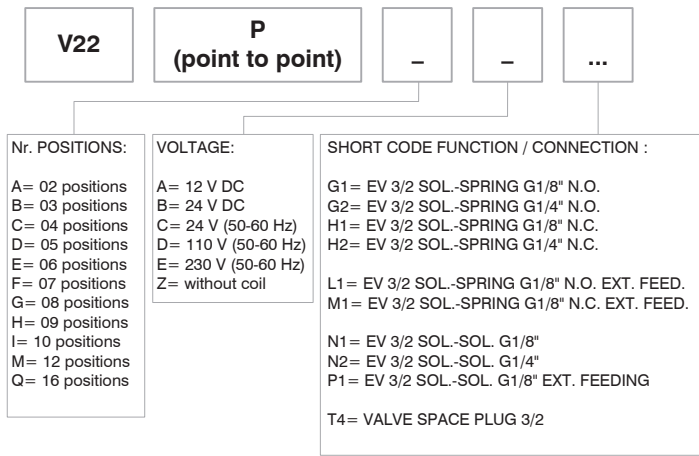 V22
P
(point to point)
_
_
...
Nr. POSITIONS:
A= 02 positions
B= 03 positions
C= 04 positions
D= 05 positions
E= 06 positions
F= 07 positions
G= 08 positions
H= 09 positions
I= 10 positions
M= 12 positions
Q= 16 positions
VOLTAGE:
A= 12 V DC
B= 24 V DC
C= 24 V (50-60 Hz)
D= 110 V (50-60 Hz)
E= 230 V (50-60 Hz)
Z= without coil
SHORT CODE FUNCTION / CONNECTION :
G1= EV 3/2 SOL.-SPRING G1/8" N.O.
G2= EV 3/2 SOL.-SPRING G1/4" N.O.
H1= EV 3/2 SOL.-SPRING G1/8" N.C.
H2= EV 3/2 SOL.-SPRING G1/4" N.C.
L1= EV 3/2 SOL.-SPRING G1/8" N.O. EXT. FEED.
M1= EV 3/2 SOL.-SPRING G1/8" N.C. EXT. FEED.
N1= EV 3/2 SOL.-SOL. G1/8"
N2= EV 3/2 SOL.-SOL. G1/4"
P1= EV 3/2 SOL.-SOL. G1/8" EXT. FEEDING
T4= VALVE SPACE PLUG 3/2